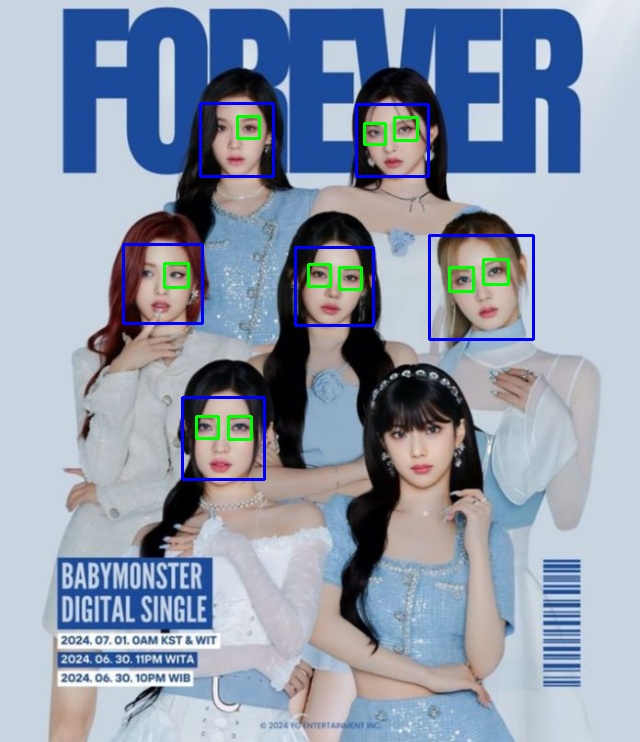 FOREVER
BABYMONSTER
DIGITAL SINGLE
2024. 07. 01. 0AM KST & WIT
2024. 06. 30. 11PM WITA
2024. 06. 30. 10PM WIB
© 2024 YG ENTERTAINMENT INC.